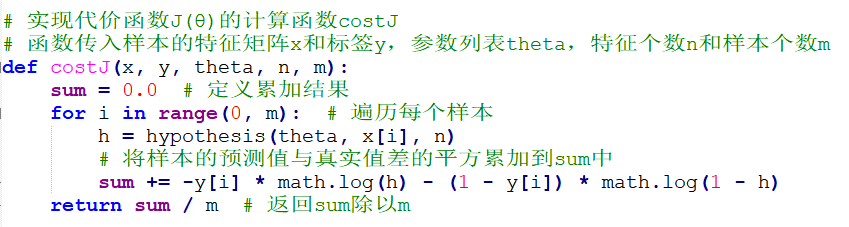 # 实现代价函数J(θ)的计算函数costJ
# 函数传入样本的特征矩阵x和标签y，参数列表theta，特征个数n和样本个数m
def costJ(x, y, theta, n, m):
    sum = 0.0  # 定义累加结果
    for i in range(0, m):  # 遍历每个样本
        h = hypothesis(theta, x[i], n)
        # 将样本的预测值与真实值差的平方累加到sum中
        sum += -y[i] * math.log(h) - (1 - y[i]) * math.log(1 - h)
    return sum / m  # 返回sum除以m